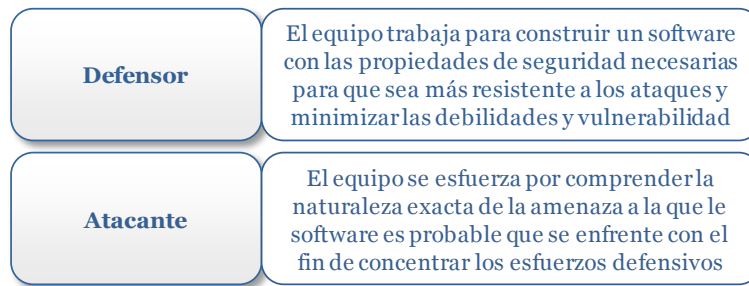 Defensor
El equipo trabaja para construir un software
con las propiedades de seguridad necesarias
para que sea más resistente a los ataques y
minimizar las debilidades y vulnerabilidad
Atacante
El equipo se esfuerza por comprender la
naturaleza exacta de la amenaza a la que le
software es probable que se enfrente con el
fin de concentrar los esfuerzos defensivos